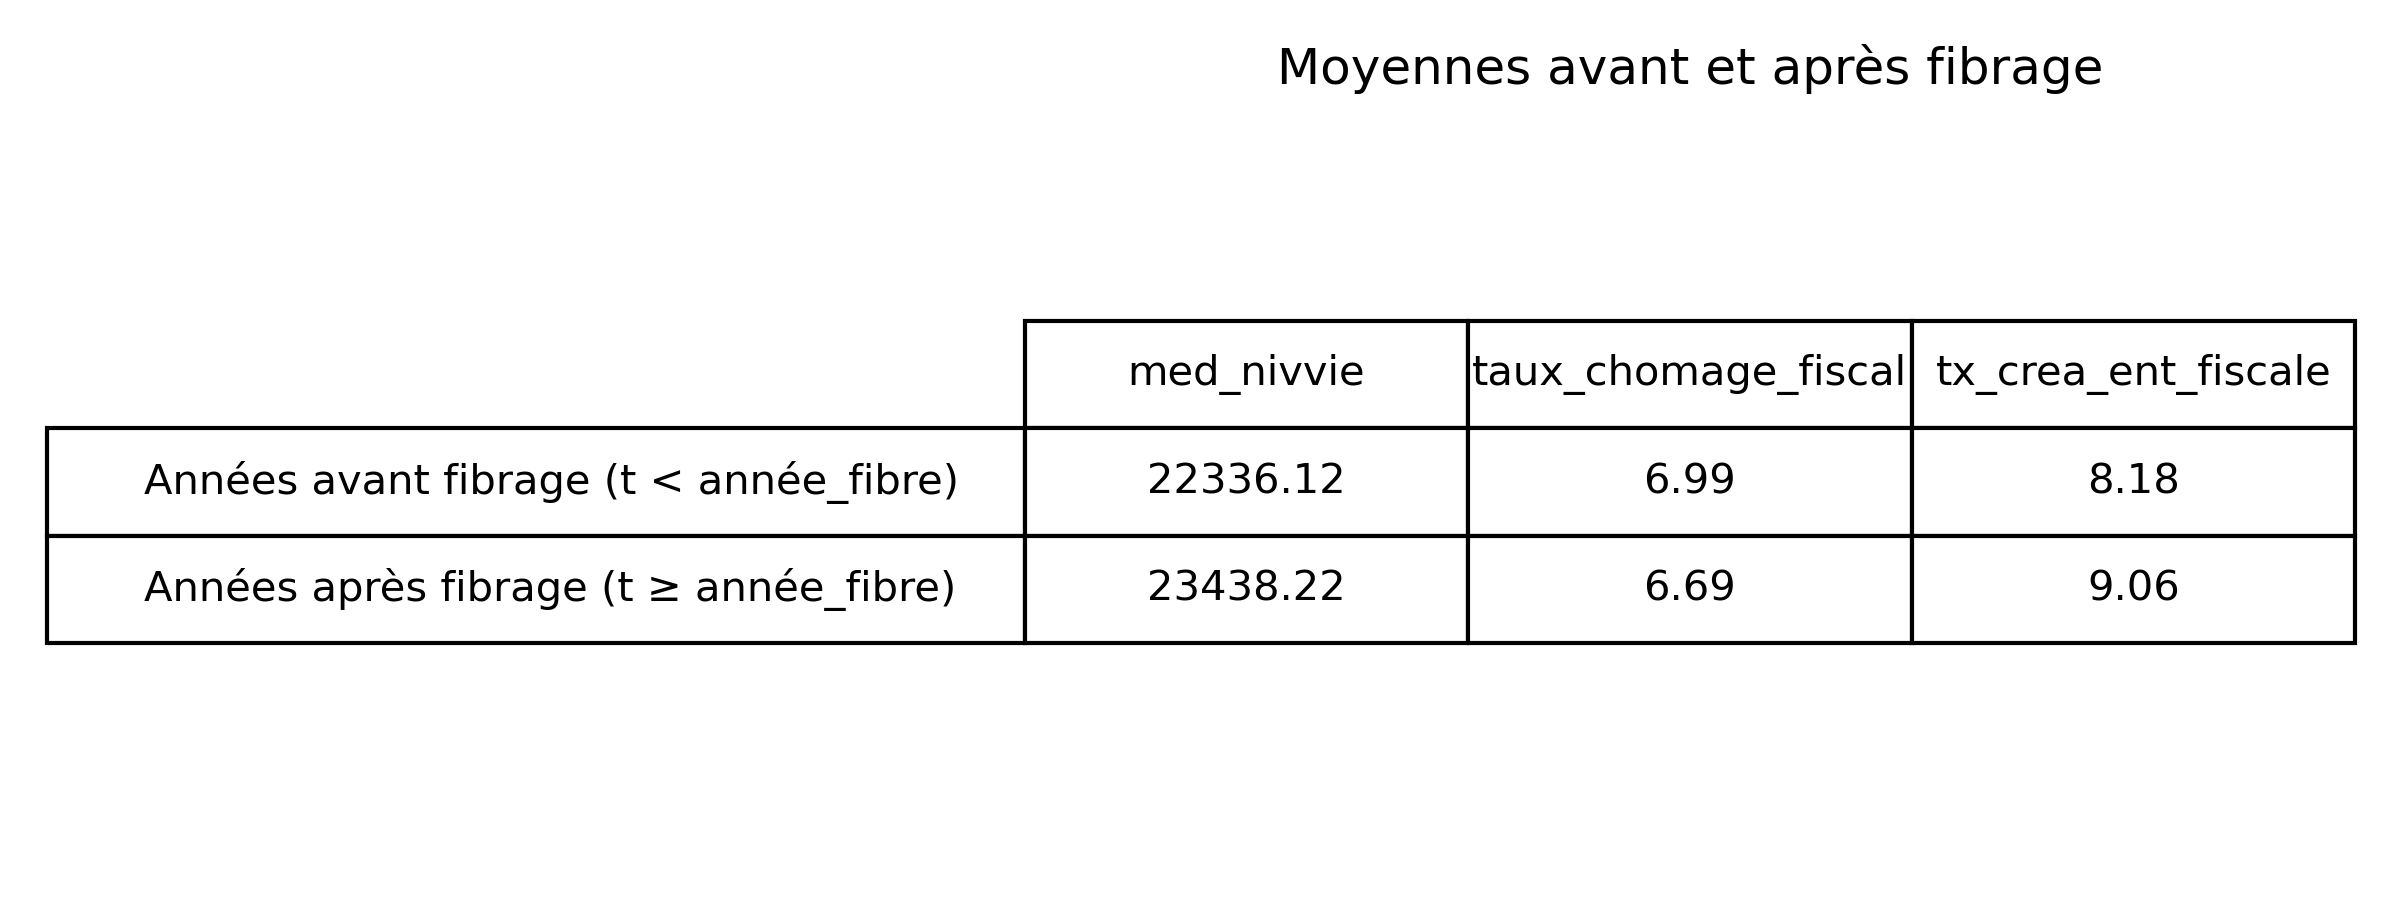 Moyennes avant et après fibrage
med_nivvie taux_chomage_fiscal tx_crea_ent_fiscale
Années avant fibrage (t < année_fibre) 22336.12 6.99 8.18
Années après fibrage (t ≥ année_fibre) 23438.22 6.69 9.06